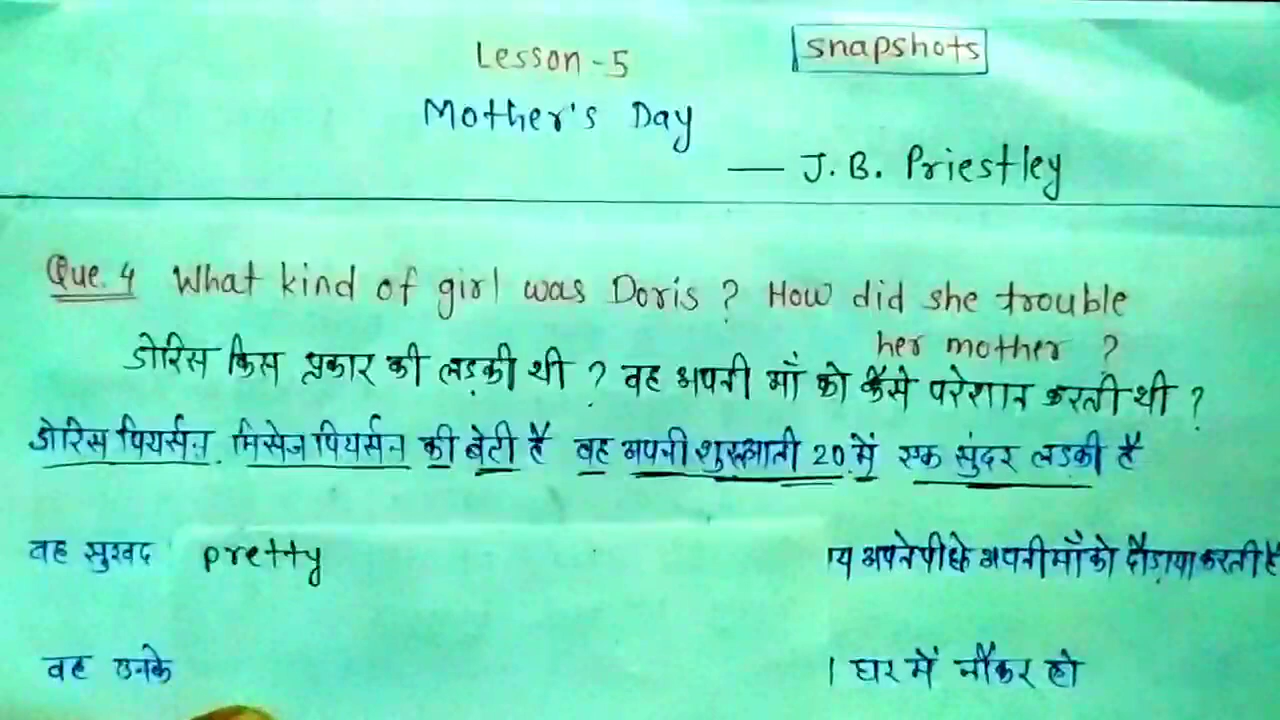 Lesson - 5
snapshots
Mother's Day
— J. B. Priestley
Que. 4 What kind of girl was Doris ? How did she trouble
her mother ?
डोरिस किस प्रकार की लड़की थी ? वह अपनी माँ को कैसे परेशान करती थी ?
डोरिस पियर्सन मिसेज पियर्सन की बेटी है वह अपनी शुरुआती 20 में एक सुंदर लड़की है
वह सुखद pretty अपने पीछे अपनी माँ को दौड़ाया करती है
वह उनके घर में नौकर हो